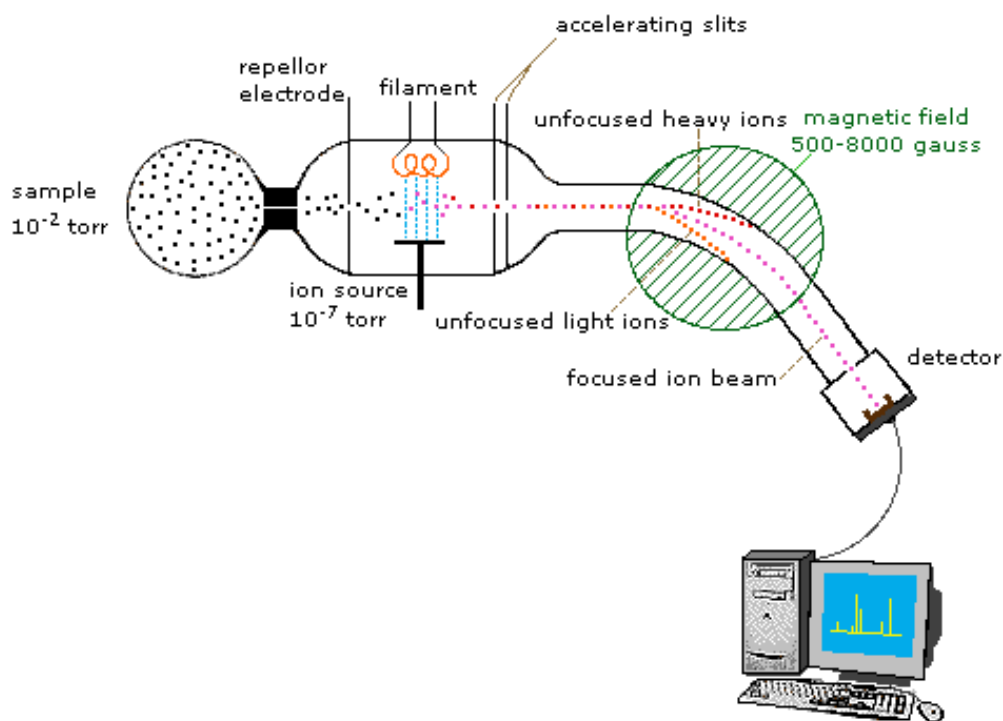 accelerating slits
repellor
electrode
filament
unfocused heavy ions
magnetic field
500-8000 gauss
sample
10⁻² torr
ion source
10⁻⁷ torr
unfocused light ions
focused ion beam
detector